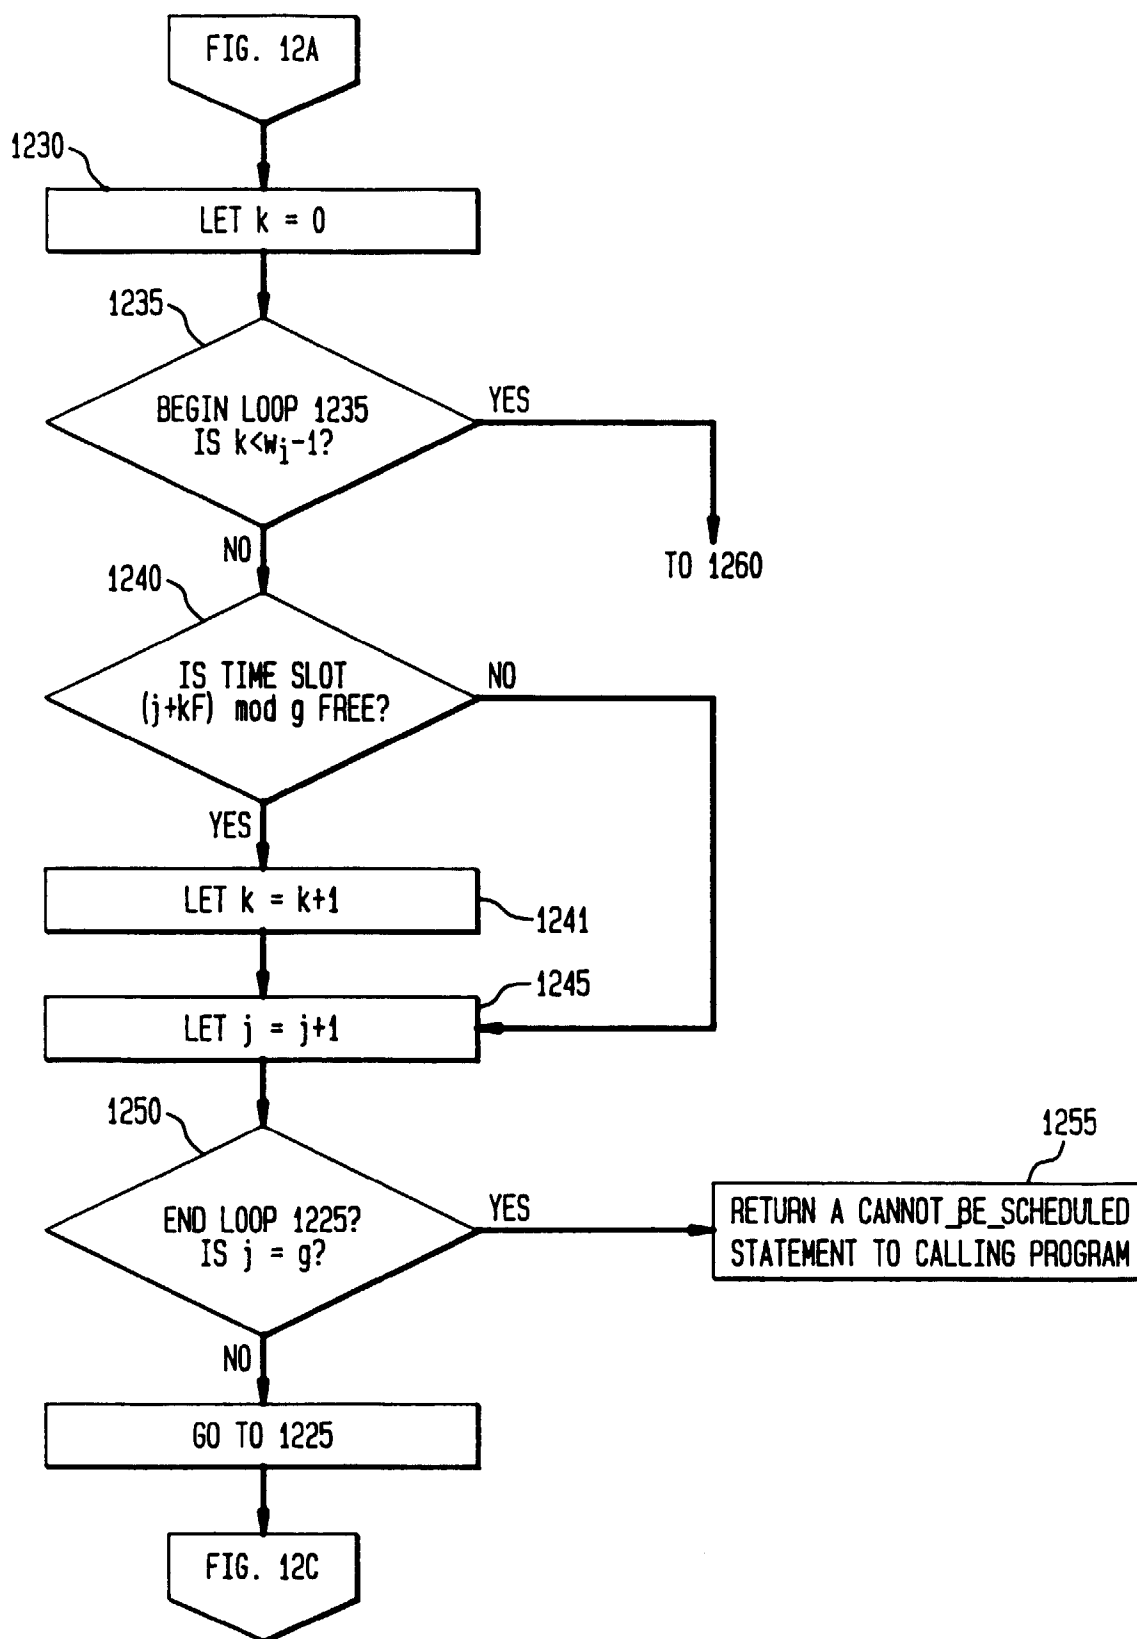 FIG. 12A
1230
LET k = 0
1235
BEGIN LOOP 1235
IS k<wi-1?
YES
NO
TO 1260
1240
IS TIME SLOT
(j+kF) mod g FREE?
NO
YES
LET k = k+1
1241
1245
LET j = j+1
1250
END LOOP 1225?
IS j = g?
YES
1255
RETURN A CANNOT_BE_SCHEDULED
STATEMENT TO CALLING PROGRAM
NO
GO TO 1225
FIG. 12C